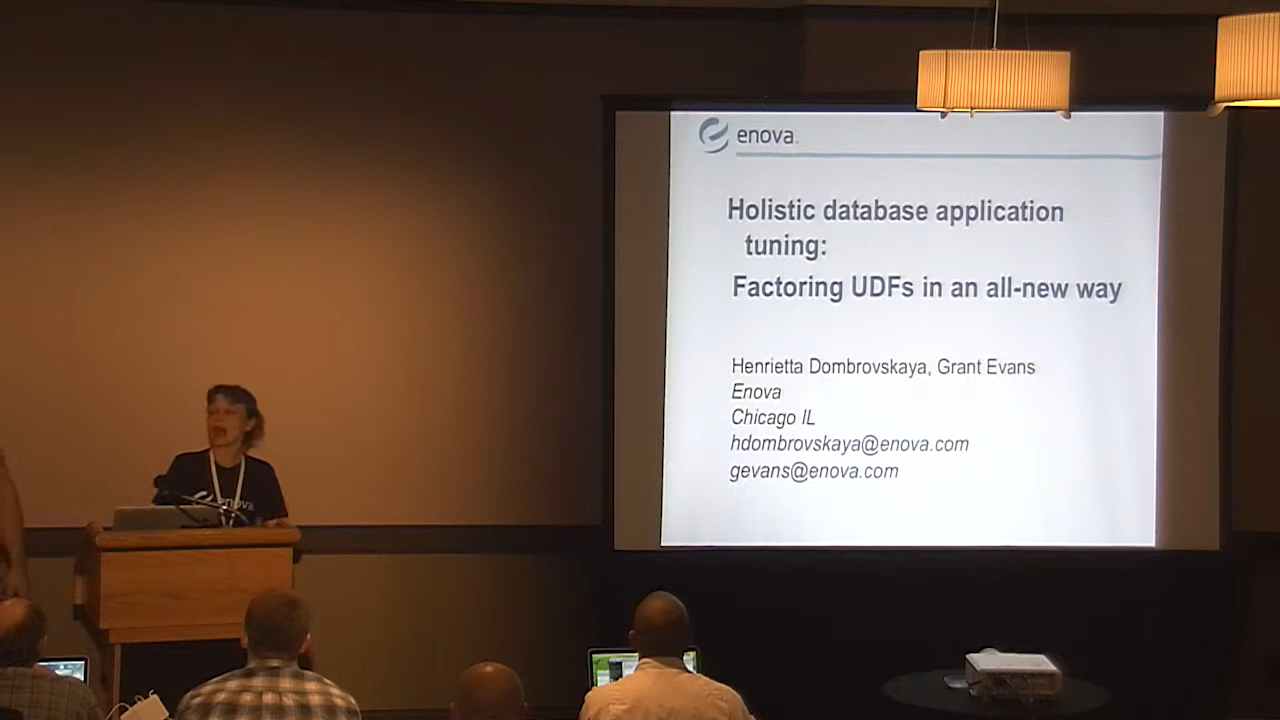 enova
Holistic database application
tuning:
Factoring UDFs in an all-new way
Henrietta Dombrovskaya, Grant Evans
Enova
Chicago IL
hdombrovskaya@enova.com
gevans@enova.com
enova